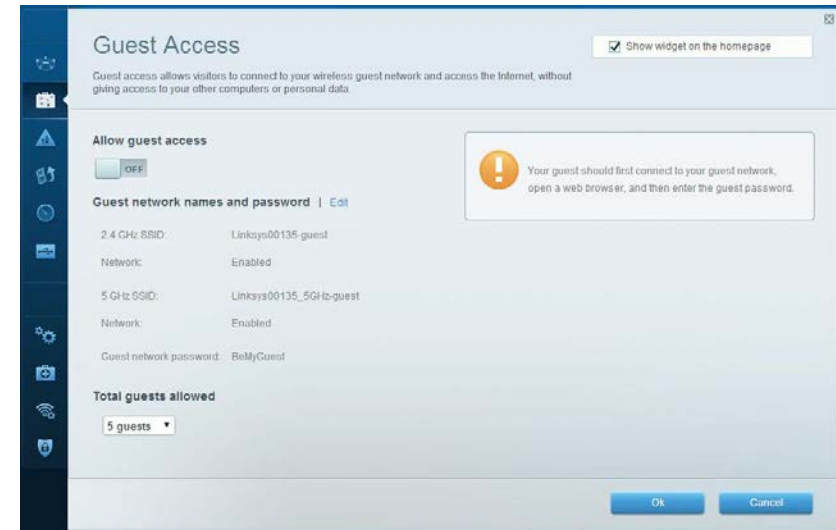 Guest Access
Show widget on the homepage
Guest access allows visitors to connect to your wireless guest network and access the Internet, without
giving access to your other computers or personal data.
Allow guest access
OFF
Your guest should first connect to your guest network,
open a web browser, and then enter the guest password.
Guest network names and password | Edit
2.4 GHz SSID: Linksys00135-guest
Network: Enabled
5 GHz SSID: Linksys00135_5GHz-guest
Network: Enabled
Guest network password: BeMyGuest
Total guests allowed
5 guests
Ok Cancel